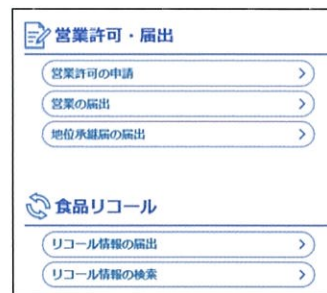 営業許可・届出
営業許可の申請
営業の届出
地位承継届の届出
食品リコール
リコール情報の届出
リコール情報の検索